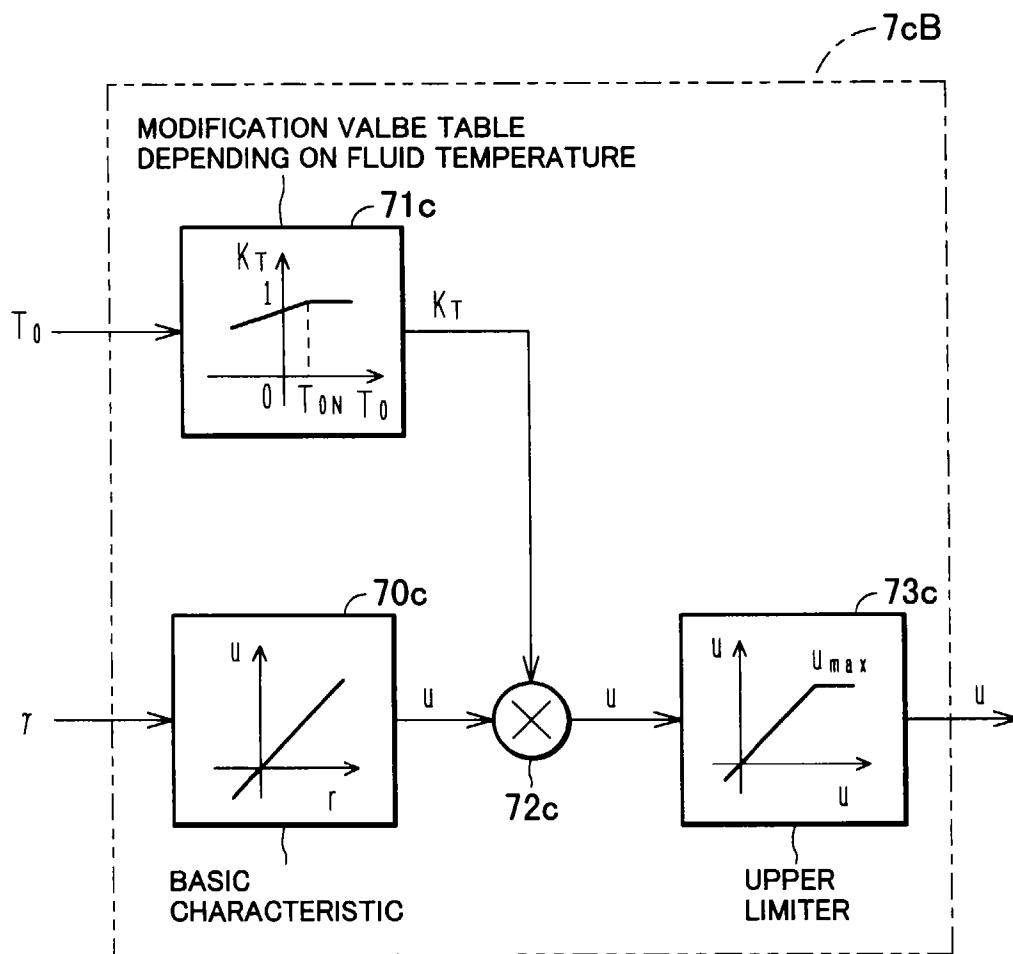 7cB
MODIFICATION VALBE TABLE
DEPENDING ON FLUID TEMPERATURE
71c
KT
1
0 TON T0
T0
KT
70c
u
r
γ
u
72c
u
73c
u
umax
u
u
BASIC
CHARACTERISTIC
UPPER
LIMITER